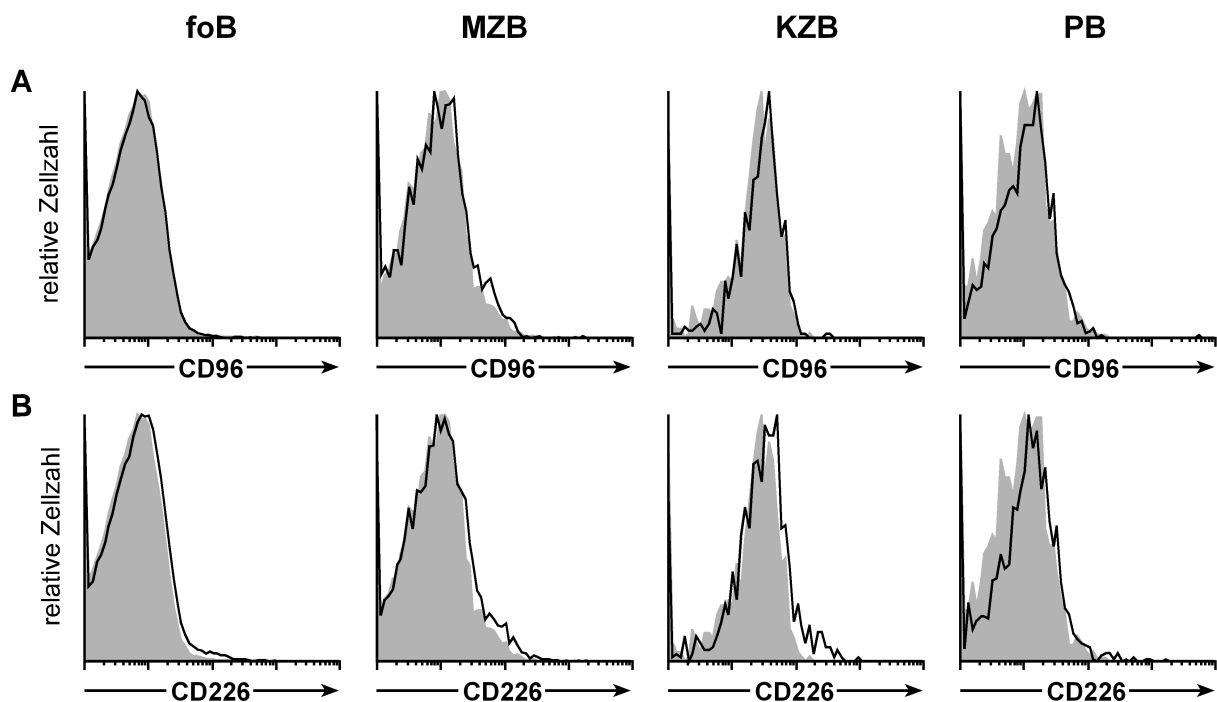 foB MZB KZB PB
A
relative Zellzahl
CD96 CD96 CD96 CD96
B
relative Zellzahl
CD226 CD226 CD226 CD226